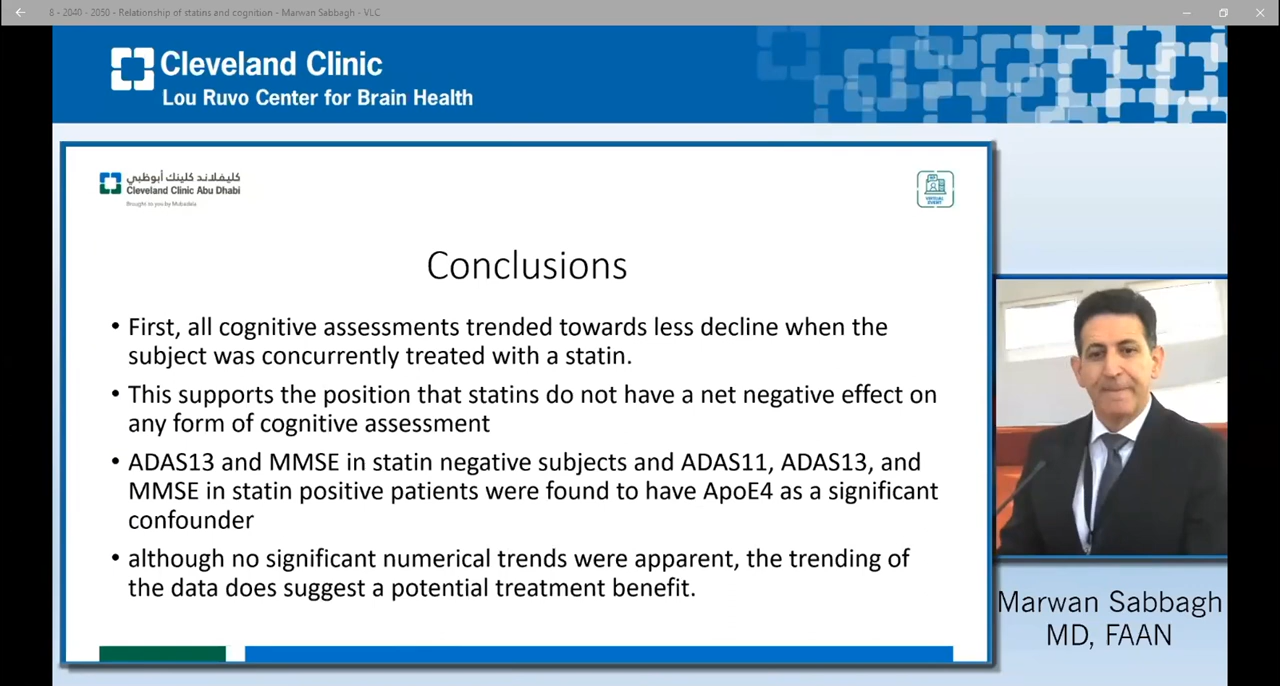 8 - 2040 - 2050 - Relationship of statins and cognition - Marwan Sabbagh - VLC
Cleveland Clinic
Lou Ruvo Center for Brain Health
كليفلاند كلينك أبوظبي
Cleveland Clinic Abu Dhabi
Brought to you by Mubadala
VIRTUAL
EVENT
Conclusions
• First, all cognitive assessments trended towards less decline when the
subject was concurrently treated with a statin.
• This supports the position that statins do not have a net negative effect on
any form of cognitive assessment
• ADAS13 and MMSE in statin negative subjects and ADAS11, ADAS13, and
MMSE in statin positive patients were found to have ApoE4 as a significant
confounder
• although no significant numerical trends were apparent, the trending of
the data does suggest a potential treatment benefit.
Marwan Sabbagh
MD, FAAN